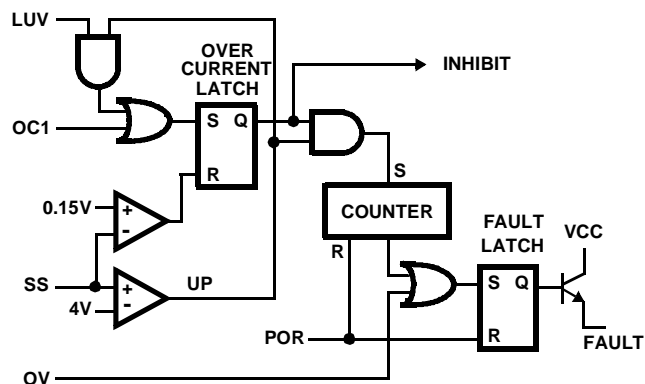 LUV
OVER
CURRENT
LATCH
INHIBIT
OC1
S Q
R
0.15V
+
-
S
COUNTER
R
FAULT
LATCH
VCC
SS
+
-
4V
UP
S Q
POR
R
FAULT
OV